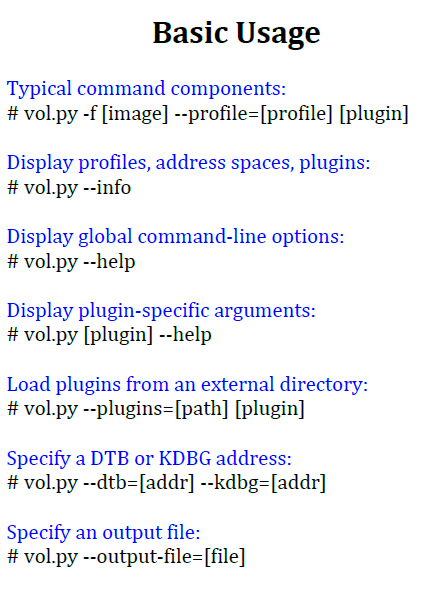 Basic Usage
Typical command components:
# vol.py -f [image] --profile=[profile] [plugin]
Display profiles, address spaces, plugins:
# vol.py --info
Display global command-line options:
# vol.py --help
Display plugin-specific arguments:
# vol.py [plugin] --help
Load plugins from an external directory:
# vol.py --plugins=[path] [plugin]
Specify a DTB or KDBG address:
# vol.py --dtb=[addr] --kdbg=[addr]
Specify an output file:
# vol.py --output-file=[file]